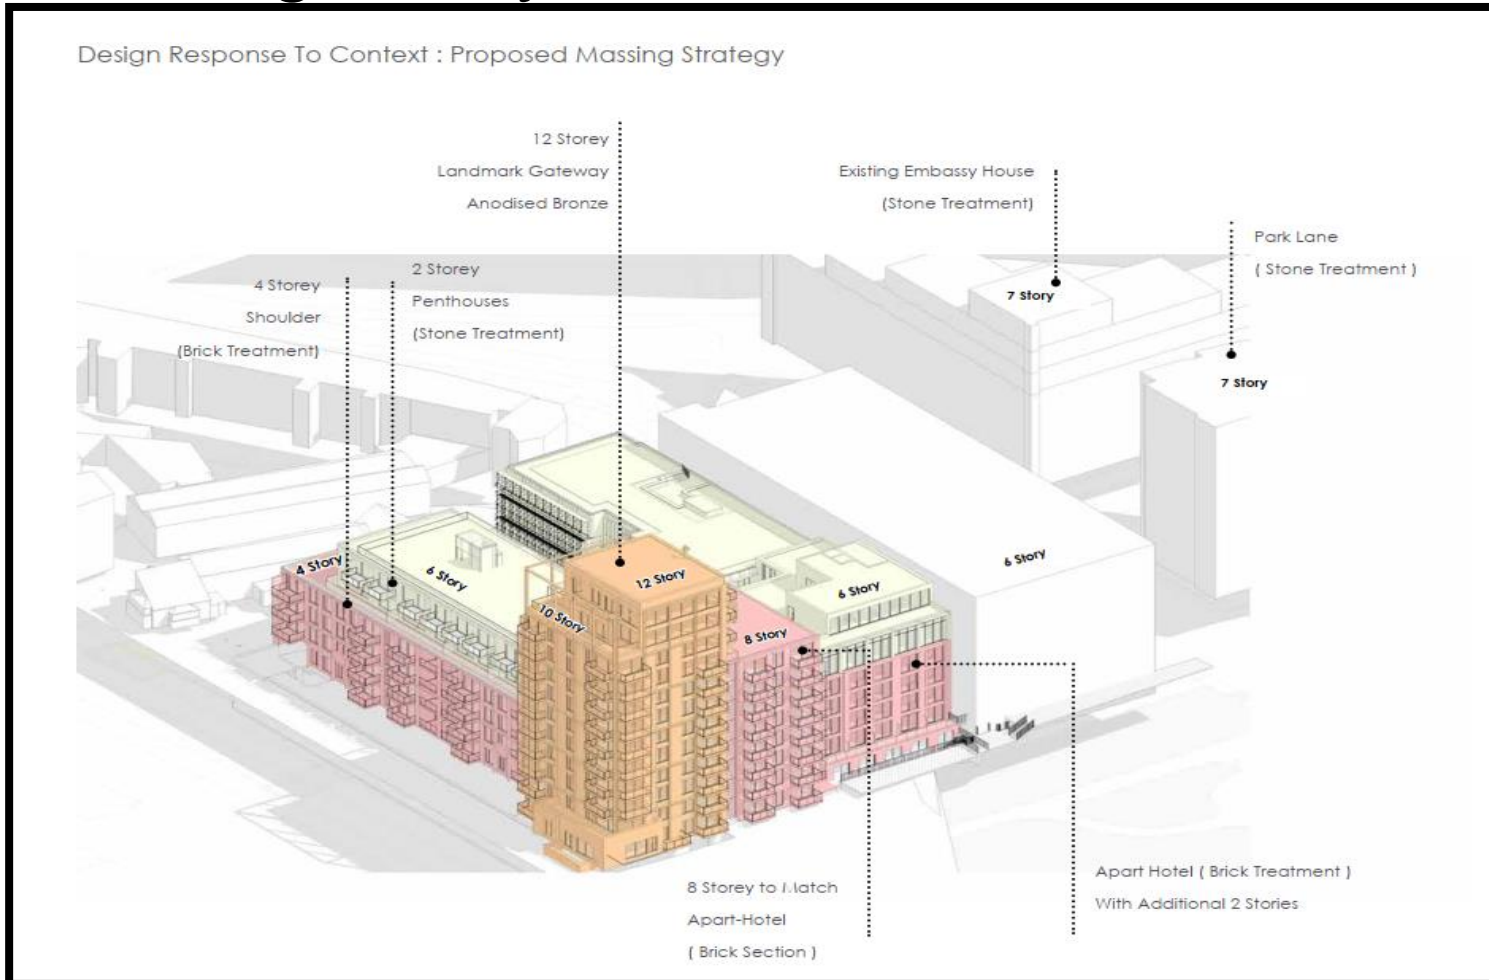 Design Response To Context : Proposed Massing Strategy
12 Storey
Landmark Gateway
Anodised Bronze
Existing Embassy House
(Stone Treatment)
Park Lane
( Stone Treatment )
4 Storey
Shoulder
(Brick Treatment)
2 Storey
Penthouses
(Stone Treatment)
7 Story
7 Story
4 Story
6 Story
12 Story
10 Story
8 Story
6 Story
6 Story
8 Storey to Match
Apart-Hotel
( Brick Section )
Apart Hotel ( Brick Treatment )
With Additional 2 Stories